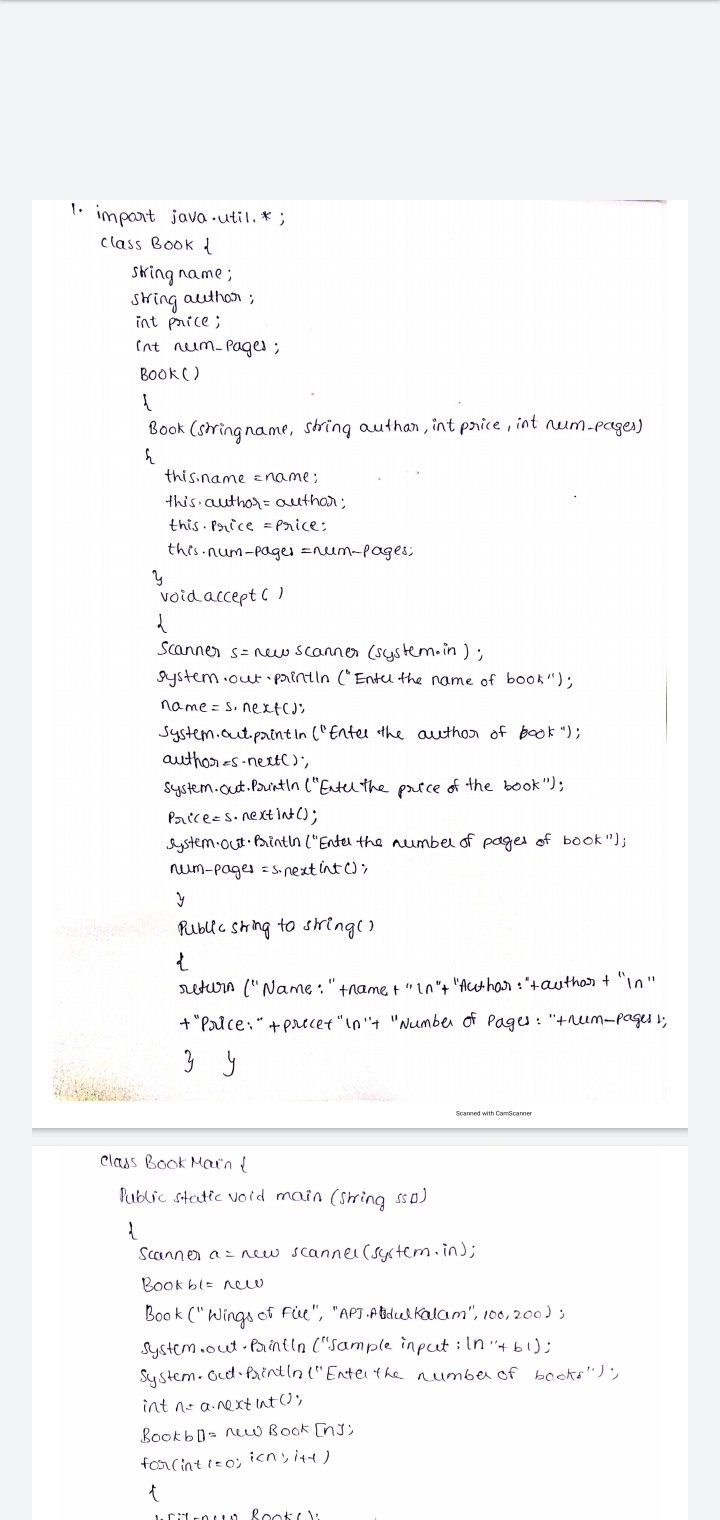 1. import java.util.*;
class Book {
String name;
String author;
int price;
int num_Pages;
Book()
{
Book(string name, string author, int price, int num_pages)
{
this.name = name;
this.author = author;
this.Price = Price;
this.num_pages = num_pages;
}
void accept()
{
Scanner s = new scanner (system.in);
System.out.println ("Enter the name of book");
name = s.next();
System.out.println ("Enter the author of book");
author = s.next();
System.out.Println ("Enter the price of the book");
Price = s.nextint();
System.out.Println ("Enter the number of pages of book");
num_pages = s.nextint();
}
Public string to string()
{
return ("Name:" +name+ "\n"+ "Author:"+author + "\n"
+"Price:" + price+ "\n"+ "Number of Pages: "+num_pages);
} }
Scanned with CamScanner
class BookMain {
Public static void main (String ss[])
{
Scanner a = new scanner(system.in);
Book b1= new
Book ("Wings of Fire", "APJ.Abdul Kalam", 100, 200);
System.out.Println ("Sample input:\n"+b1);
System.out.Println ("Enter the number of books");
int n= a.nextInt();
Book b[]= new Book [n];
for(int i=0; i<n; i++)
{